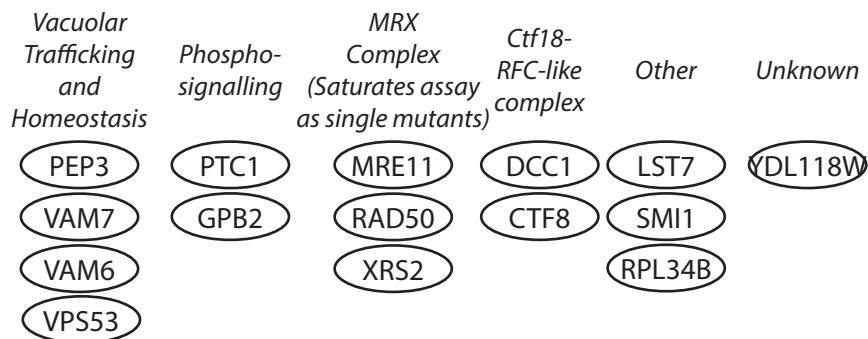 Vacuolar
Trafficking
and
Homeostasis
PEP3
VAM7
VAM6
VPS53
Phospho-
signalling
PTC1
GPB2
MRX
Complex
(Saturates assay
as single mutants)
MRE11
RAD50
XRS2
Ctf18-
RFC-like
complex
DCC1
CTF8
Other
LST7
SMI1
RPL34B
Unknown
YDL118W